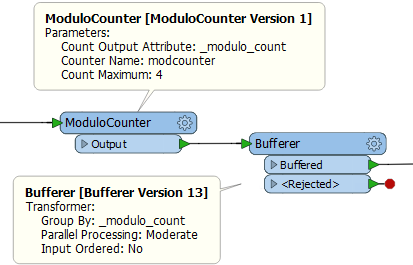 ModuloCounter [ModuloCounter Version 1]
Parameters:
Count Output Attribute: _modulo_count
Counter Name: modcounter
Count Maximum: 4
ModuloCounter
Output
Bufferer
Buffered
<Rejected>
Bufferer [Bufferer Version 13]
Transformer:
Group By: _modulo_count
Parallel Processing: Moderate
Input Ordered: No